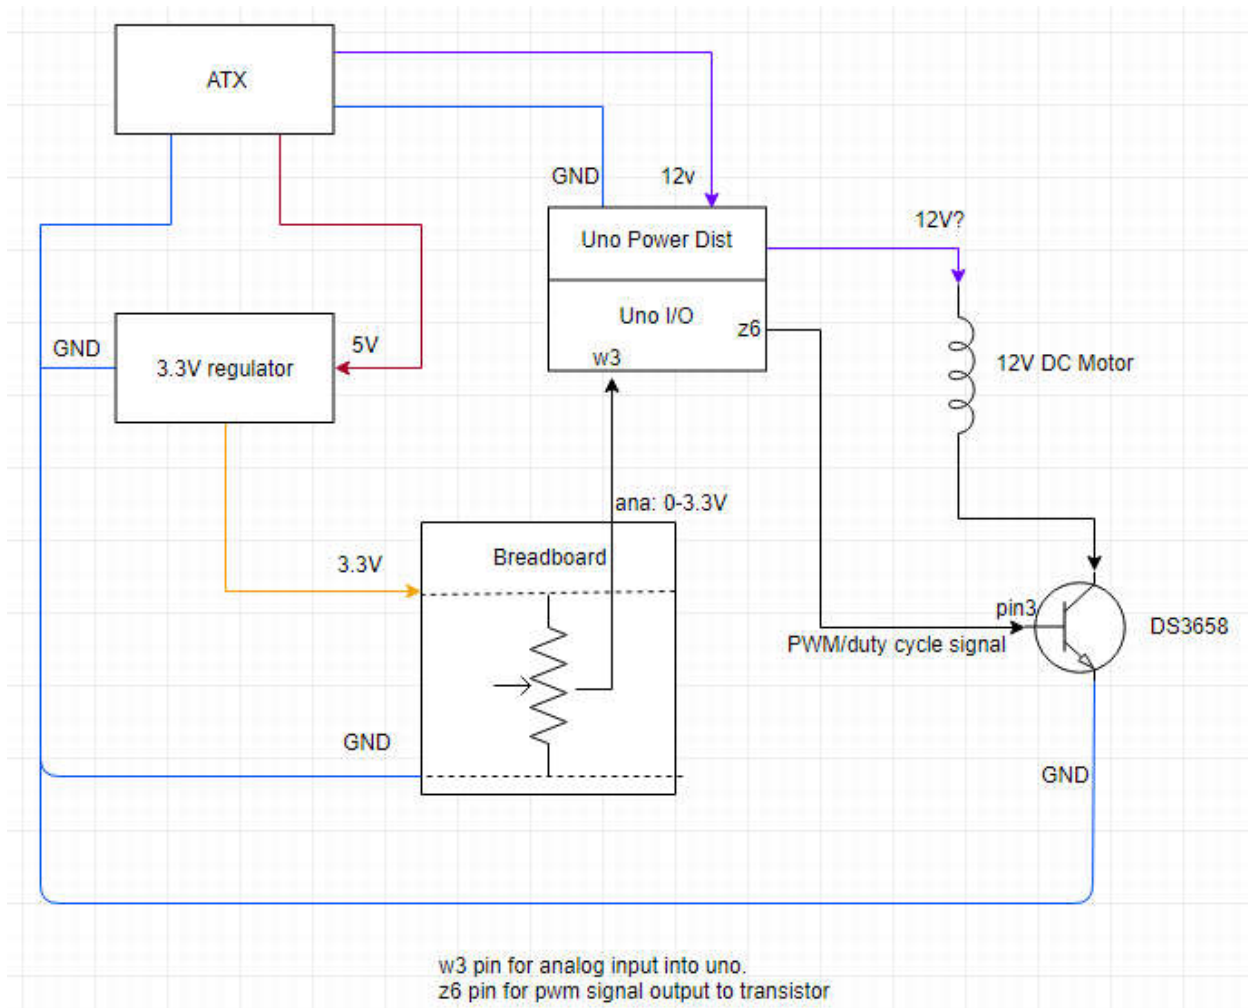 ATX
GND
12v
12V?
Uno Power Dist
Uno I/O
z6
w3
GND
5V
3.3V regulator
12V DC Motor
ana: 0-3.3V
Breadboard
3.3V
pin3
DS3658
PWM/duty cycle signal
GND
GND
w3 pin for analog input into uno.
z6 pin for pwm signal output to transistor